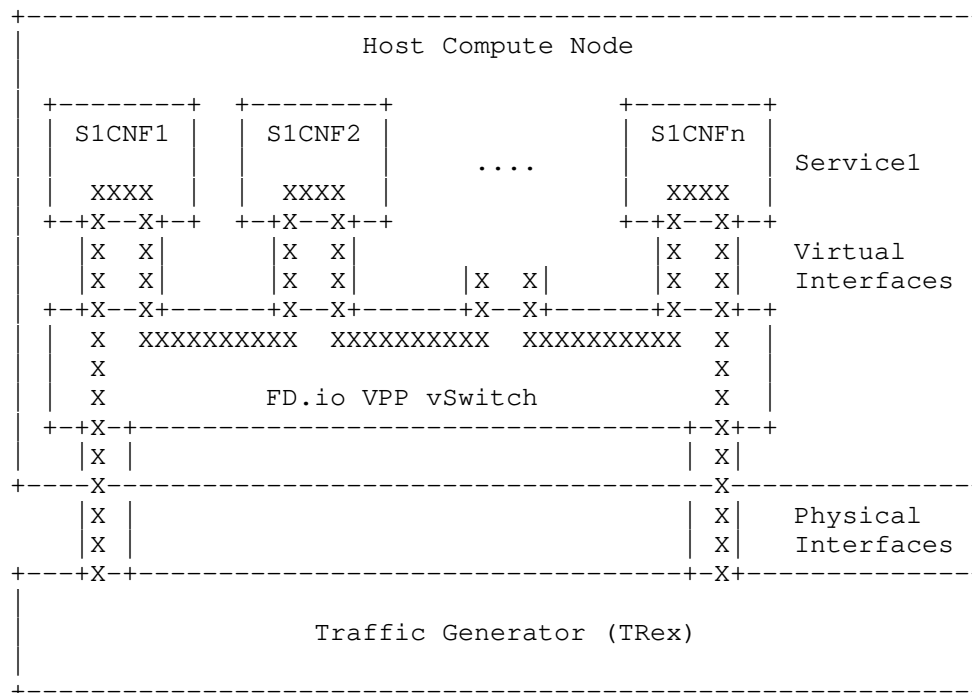 Host Compute Node
S1CNF1 S1CNF2 S1CNFn
.... Service1
XXXX XXXX XXXX
X--X X--X X--X
X X X X X X Virtual
X X X X X X X X Interfaces
X--X X--X X--X X--X
X XXXXXXXXXX XXXXXXXXXX XXXXXXXXXX X
X X
X FD.io VPP vSwitch X
X X
X X
X X
X X Physical
X X Interfaces
X X
Traffic Generator (TRex)